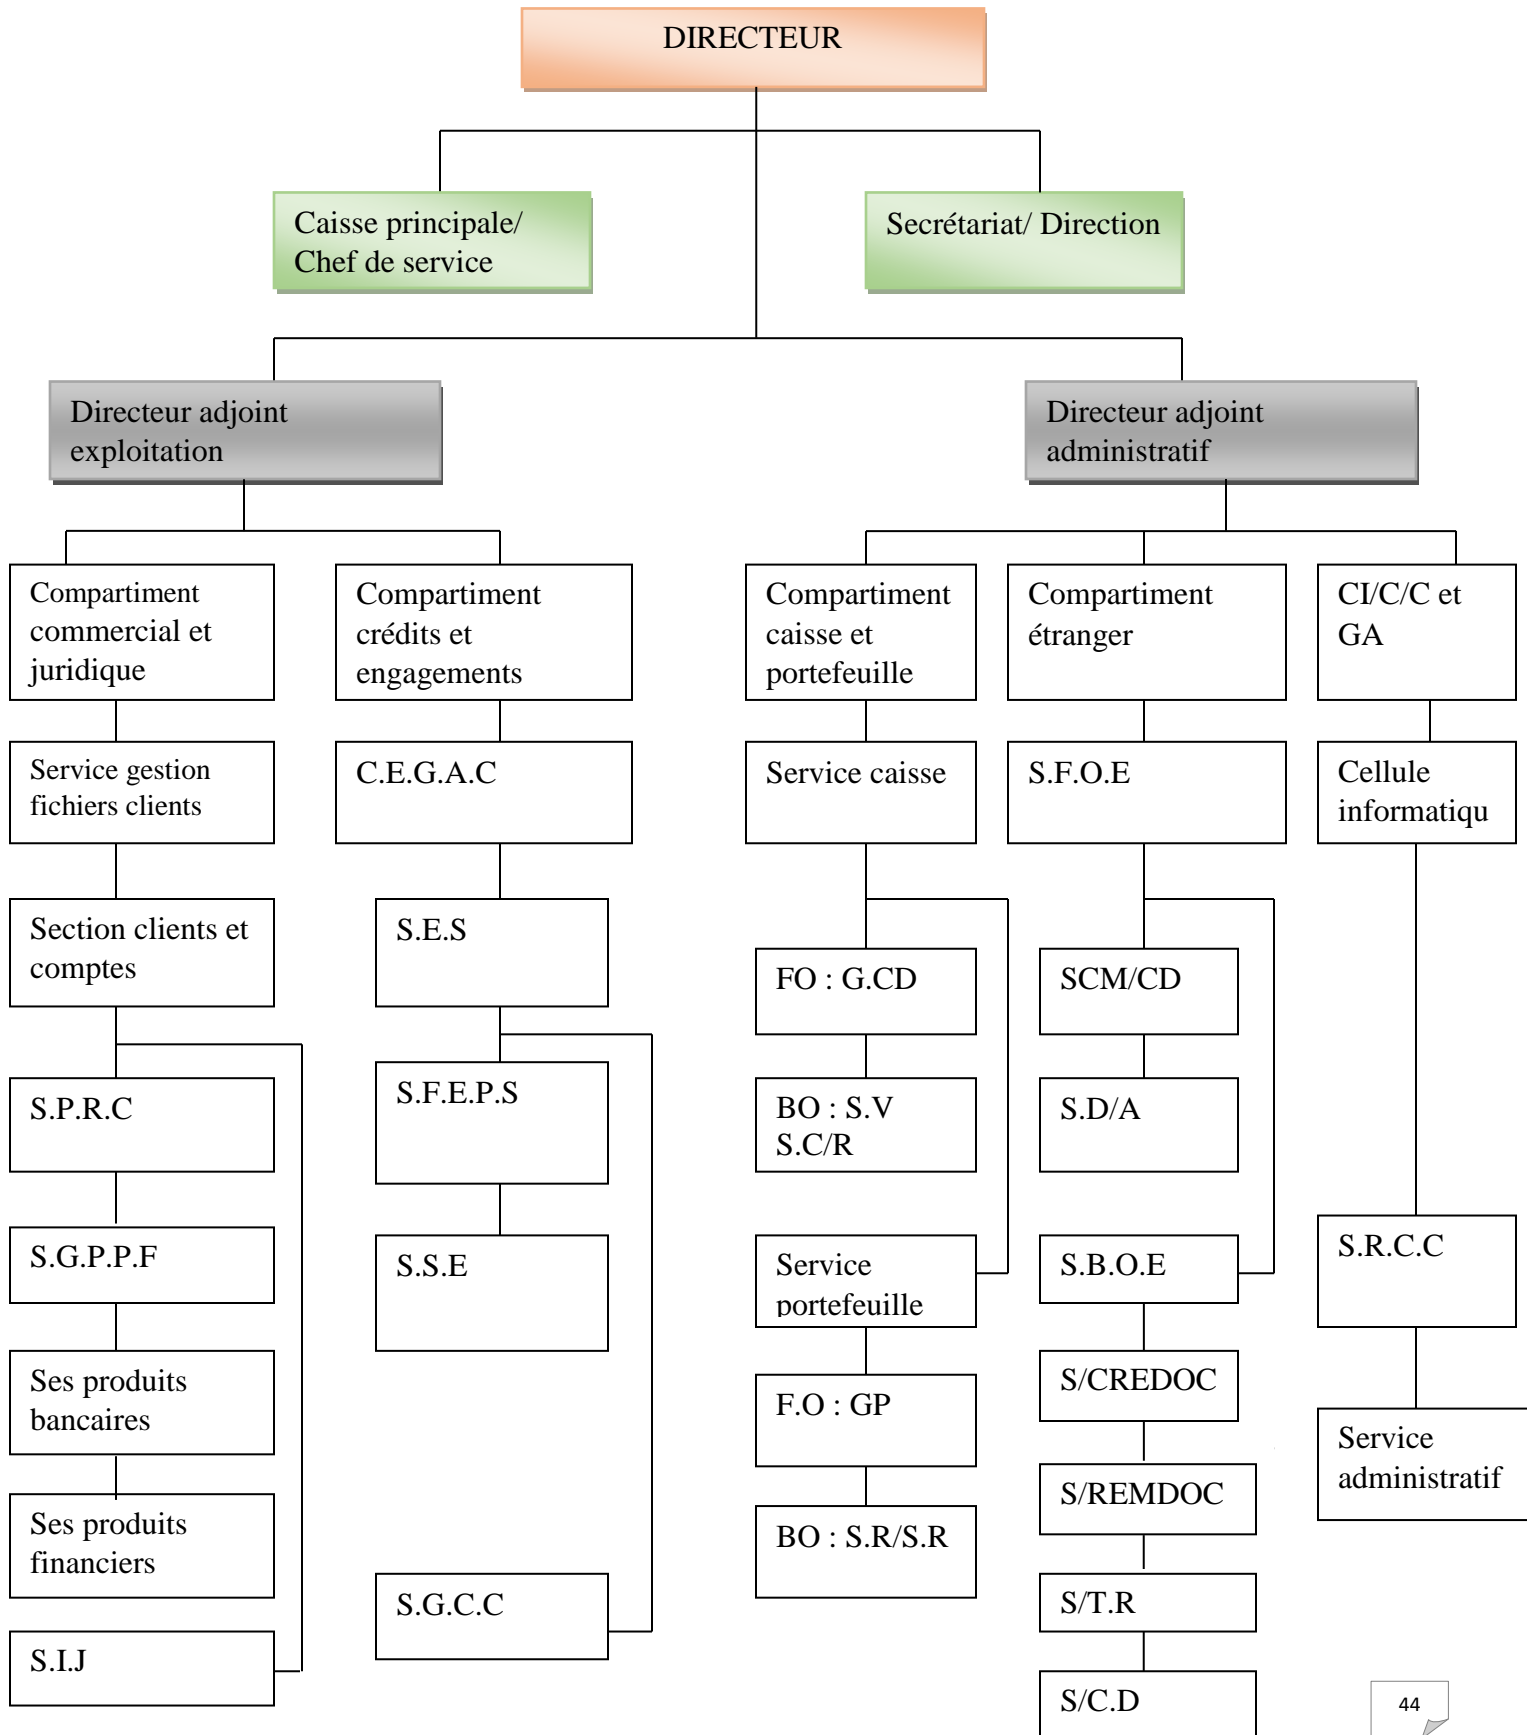 DIRECTEUR
Caisse principale/
Chef de service
Secrétariat/ Direction
Directeur adjoint
exploitation
Directeur adjoint
administratif
Compartiment
commercial et
juridique
Compartiment
crédits et
engagements
Compartiment
caisse et
portefeuille
Compartiment
étranger
CI/C/C et
GA
Service gestion
fichiers clients
C.E.G.A.C
Service caisse
S.F.O.E
Cellule
informatiqu
Section clients et
comptes
S.E.S
FO : G.CD
SCM/CD
S.P.R.C
S.F.E.P.S
BO : S.V
S.C/R
S.D/A
S.G.P.P.F
S.S.E
Service
portefeuille
S.B.O.E
S.R.C.C
Ses produits
bancaires
F.O : GP
S/CREDOC
Service
administratif
Ses produits
financiers
BO : S.R/S.R
S/REMDOC
S.G.C.C
S/T.R
S.I.J
S/C.D
44